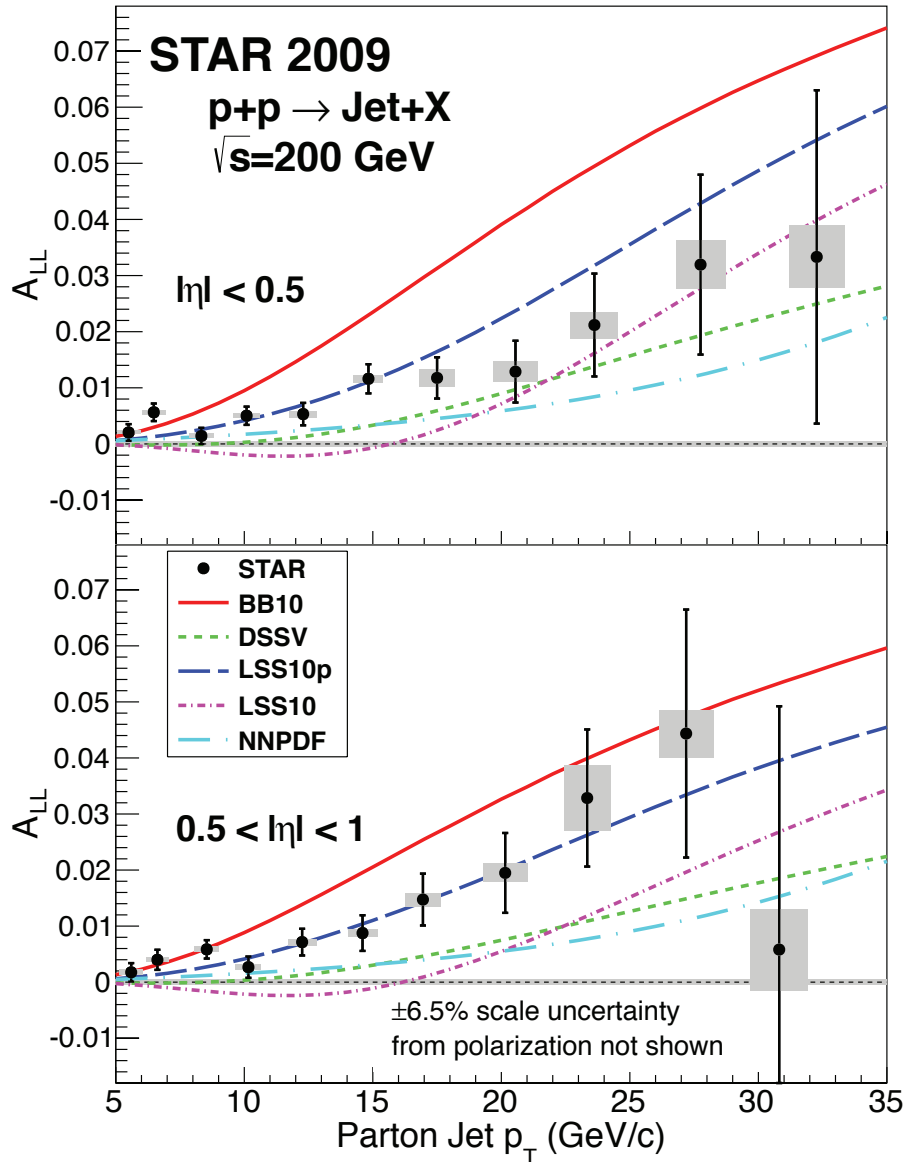 0.07
0.06
0.05
0.04
0.03
0.02
0.01
0
-0.01
A_LL
STAR 2009
p+p → Jet+X
√s=200 GeV
|η| < 0.5
0.07
0.06
0.05
0.04
0.03
0.02
0.01
0
-0.01
A_LL
STAR
BB10
DSSV
LSS10p
LSS10
NNPDF
0.5 < |η| < 1
±6.5% scale uncertainty
from polarization not shown
5 10 15 20 25 30 35
Parton Jet p_T (GeV/c)